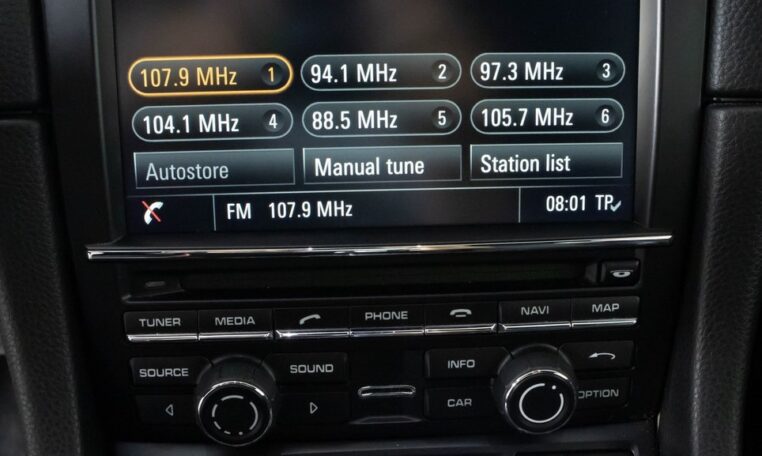 107.9 MHz 1 94.1 MHz 2 97.3 MHz 3
104.1 MHz 4 88.5 MHz 5 105.7 MHz 6
Autostore Manual tune Station list
FM 107.9 MHz 08:01 TP
TUNER MEDIA PHONE NAVI MAP
SOURCE SOUND INFO
CAR OPTION